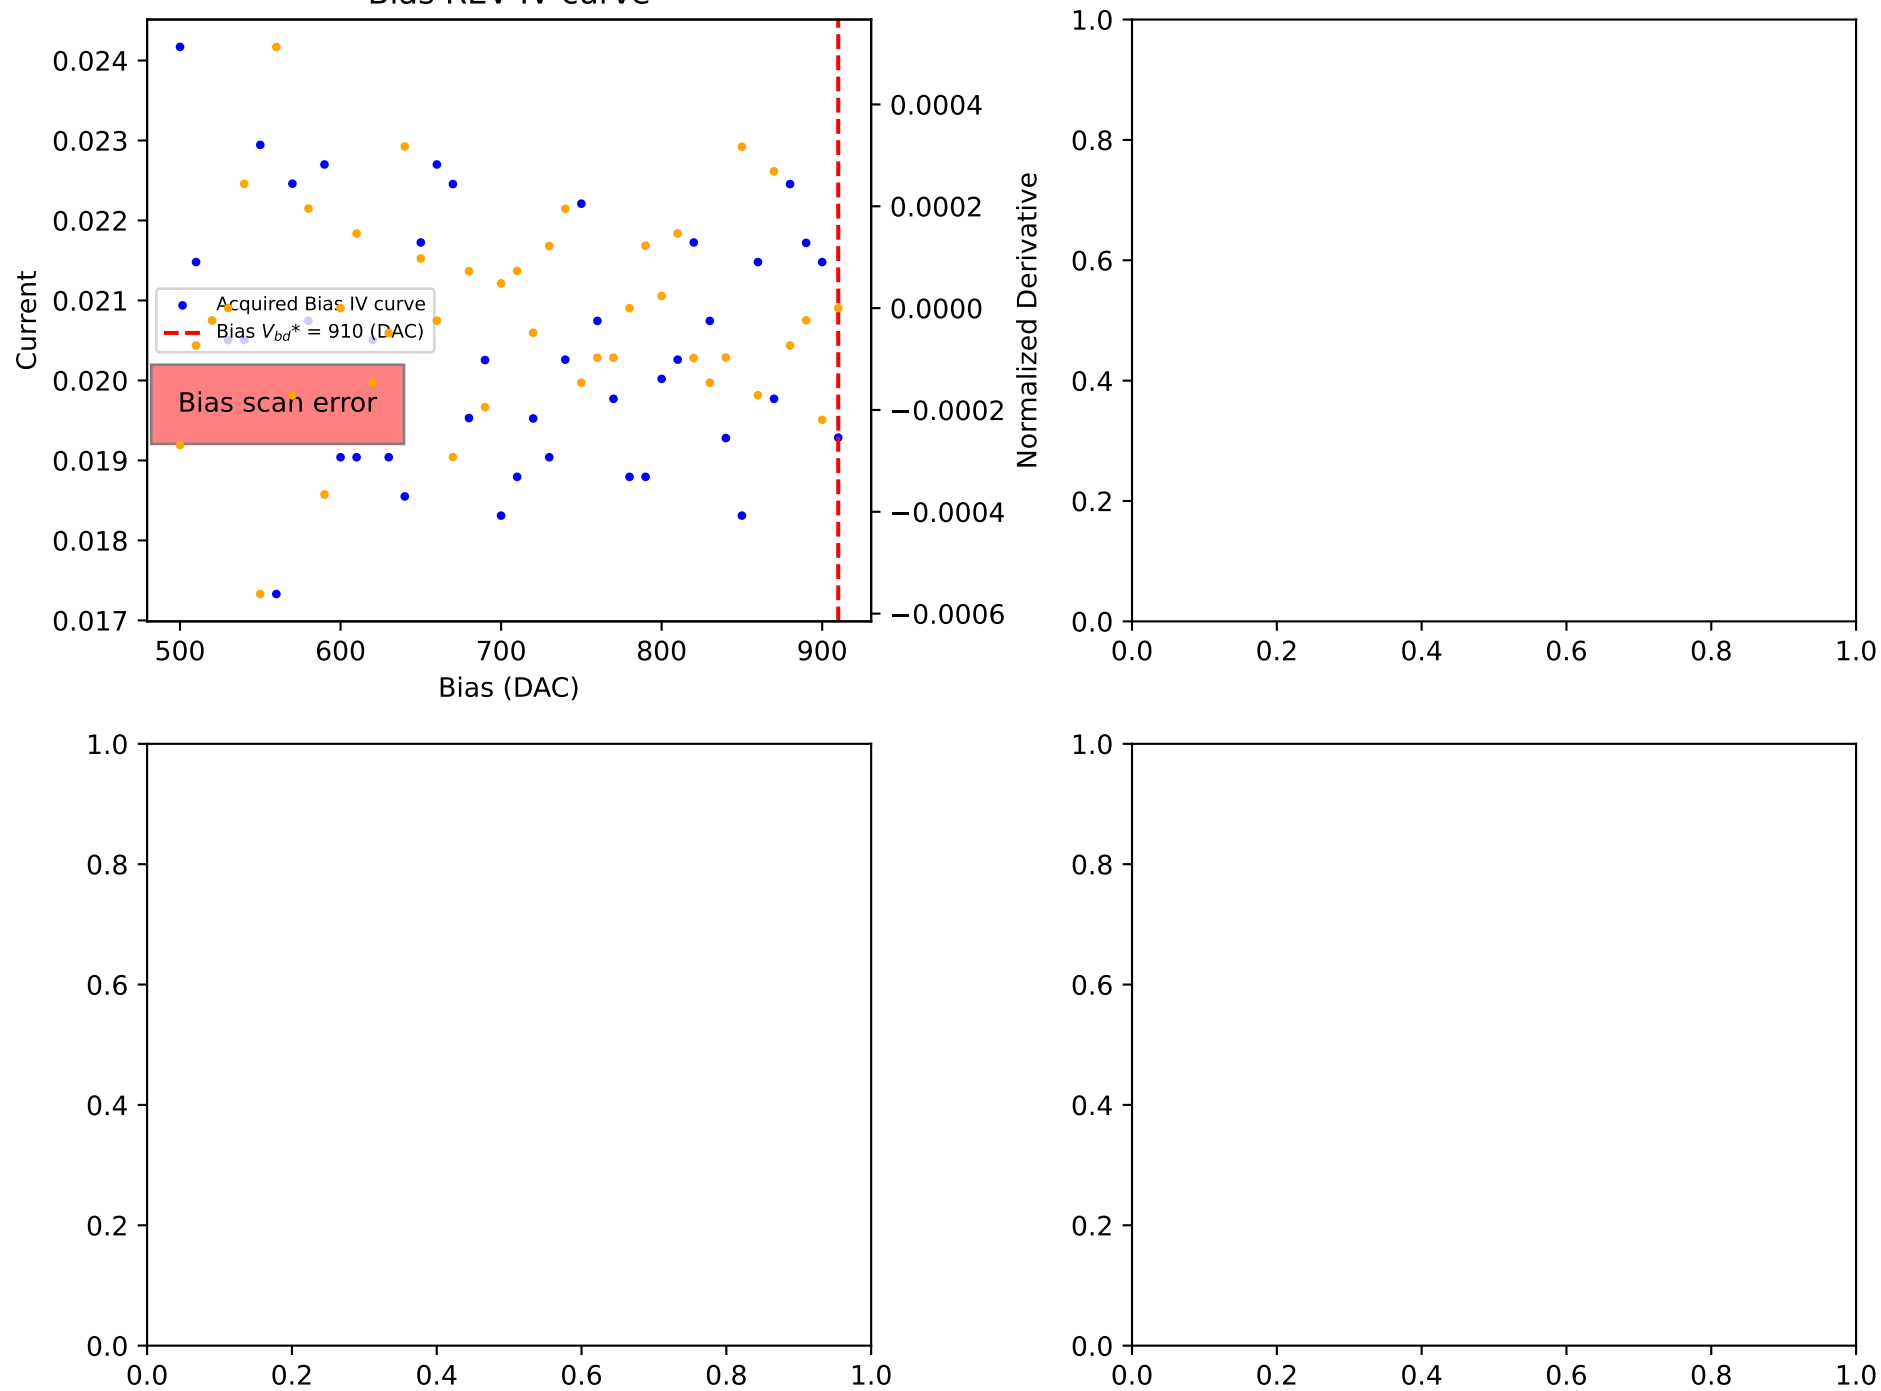 Bias REV IV curve
0.024
0.023
0.022
0.021
0.020
0.019
0.018
0.017
Current
Acquired Bias IV curve
Bias V_bd* = 910 (DAC)
Bias scan error
500 600 700 800 900
Bias (DAC)
0.0004
0.0002
0.0000
−0.0002
−0.0004
−0.0006
Normalized Derivative
1.0
0.8
0.6
0.4
0.2
0.0
0.0 0.2 0.4 0.6 0.8 1.0
1.0
0.8
0.6
0.4
0.2
0.0
0.0 0.2 0.4 0.6 0.8 1.0
1.0
0.8
0.6
0.4
0.2
0.0
0.0 0.2 0.4 0.6 0.8 1.0